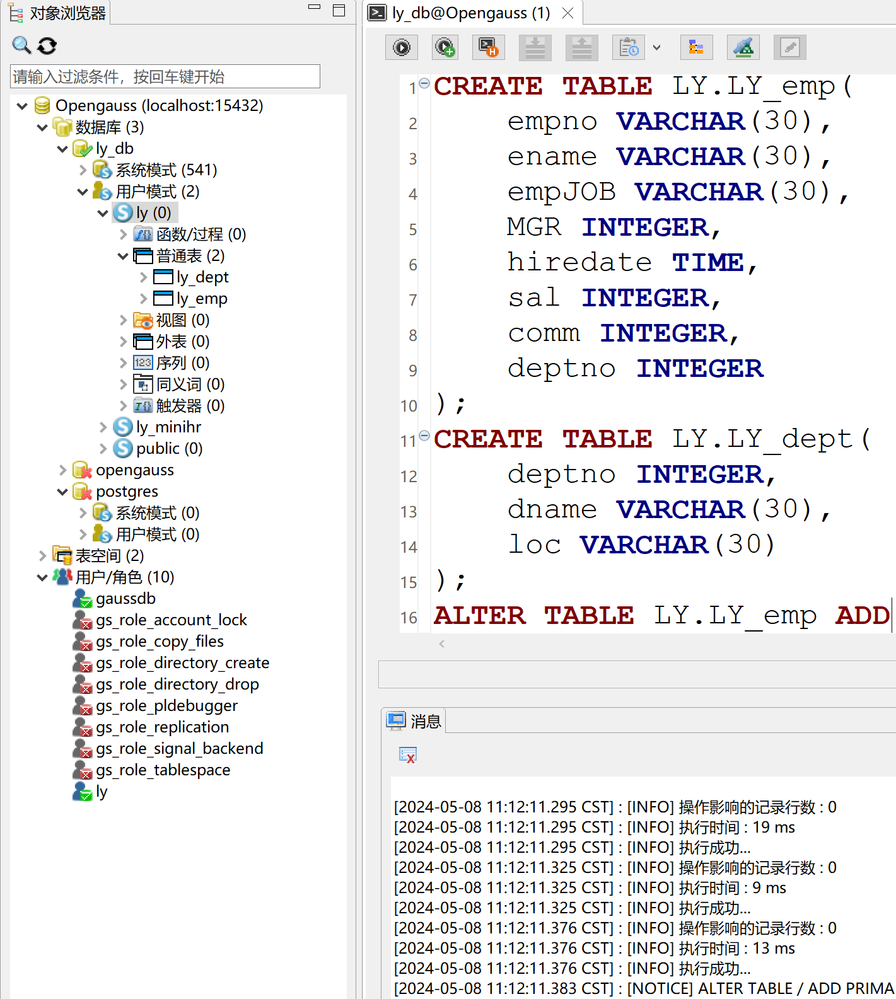 对象浏览器
请输入过滤条件，按回车键开始
Opengauss (localhost:15432)
数据库 (3)
ly_db
系统模式 (541)
用户模式 (2)
ly (0)
函数/过程 (0)
普通表 (2)
ly_dept
ly_emp
视图 (0)
外表 (0)
序列 (0)
同义词 (0)
触发器 (0)
ly_minihr
public (0)
opengauss
postgres
系统模式 (0)
用户模式 (0)
表空间 (2)
用户/角色 (10)
gaussdb
gs_role_account_lock
gs_role_copy_files
gs_role_directory_create
gs_role_directory_drop
gs_role_pldebugger
gs_role_replication
gs_role_signal_backend
gs_role_tablespace
ly
ly_db@Opengauss (1)
1 CREATE TABLE LY.LY_emp(
2 empno VARCHAR(30),
3 ename VARCHAR(30),
4 empJOB VARCHAR(30),
5 MGR INTEGER,
6 hiredate TIME,
7 sal INTEGER,
8 comm INTEGER,
9 deptno INTEGER
10 );
11 CREATE TABLE LY.LY_dept(
12 deptno INTEGER,
13 dname VARCHAR(30),
14 loc VARCHAR(30)
15 );
16 ALTER TABLE LY.LY_emp ADD
消息
[2024-05-08 11:12:11.295 CST] : [INFO] 操作影响的记录行数 : 0
[2024-05-08 11:12:11.295 CST] : [INFO] 执行时间 : 19 ms
[2024-05-08 11:12:11.295 CST] : [INFO] 执行成功...
[2024-05-08 11:12:11.325 CST] : [INFO] 操作影响的记录行数 : 0
[2024-05-08 11:12:11.325 CST] : [INFO] 执行时间 : 9 ms
[2024-05-08 11:12:11.325 CST] : [INFO] 执行成功...
[2024-05-08 11:12:11.376 CST] : [INFO] 操作影响的记录行数 : 0
[2024-05-08 11:12:11.376 CST] : [INFO] 执行时间 : 13 ms
[2024-05-08 11:12:11.376 CST] : [INFO] 执行成功...
[2024-05-08 11:12:11.383 CST] : [NOTICE] ALTER TABLE / ADD PRIMA